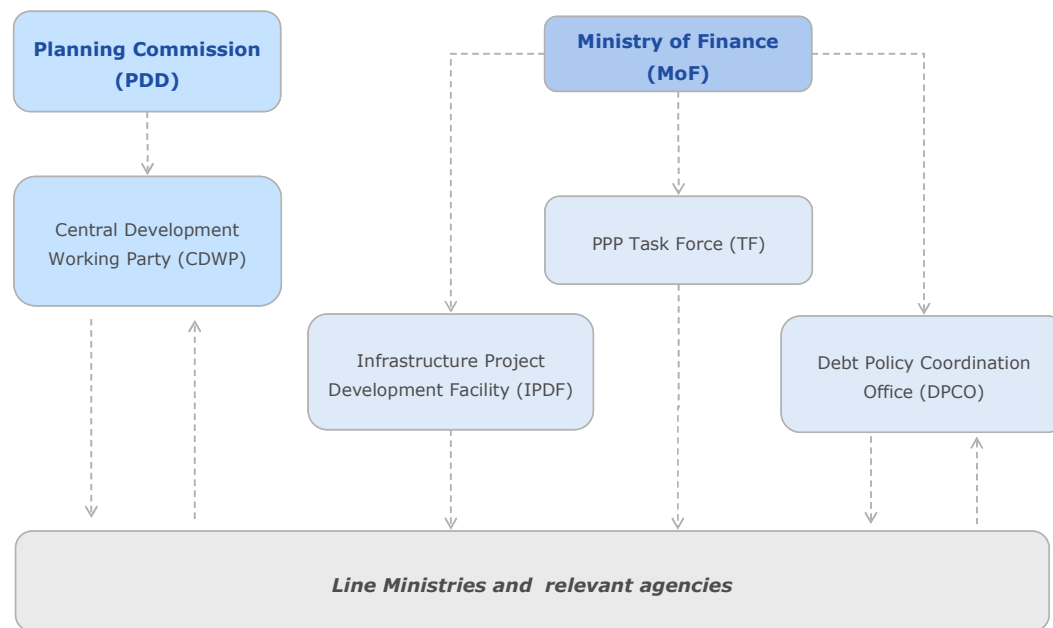 Planning Commission
(PDD)
Ministry of Finance
(MoF)
Central Development
Working Party (CDWP)
PPP Task Force (TF)
Infrastructure Project
Development Facility (IPDF)
Debt Policy Coordination
Office (DPCO)
Line Ministries and  relevant agencies